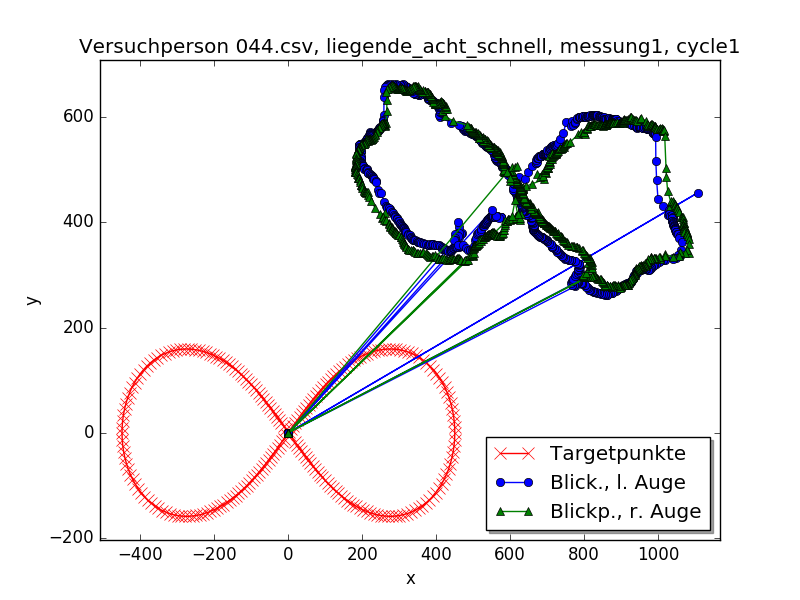 Versuchperson 044.csv, liegende_acht_schnell, messung1, cycle1
y
600
400
200
0
−200
−400
−200
0
200
400
600
800
1000
x
Targetpunkte
Blick., l. Auge
Blickp., r. Auge